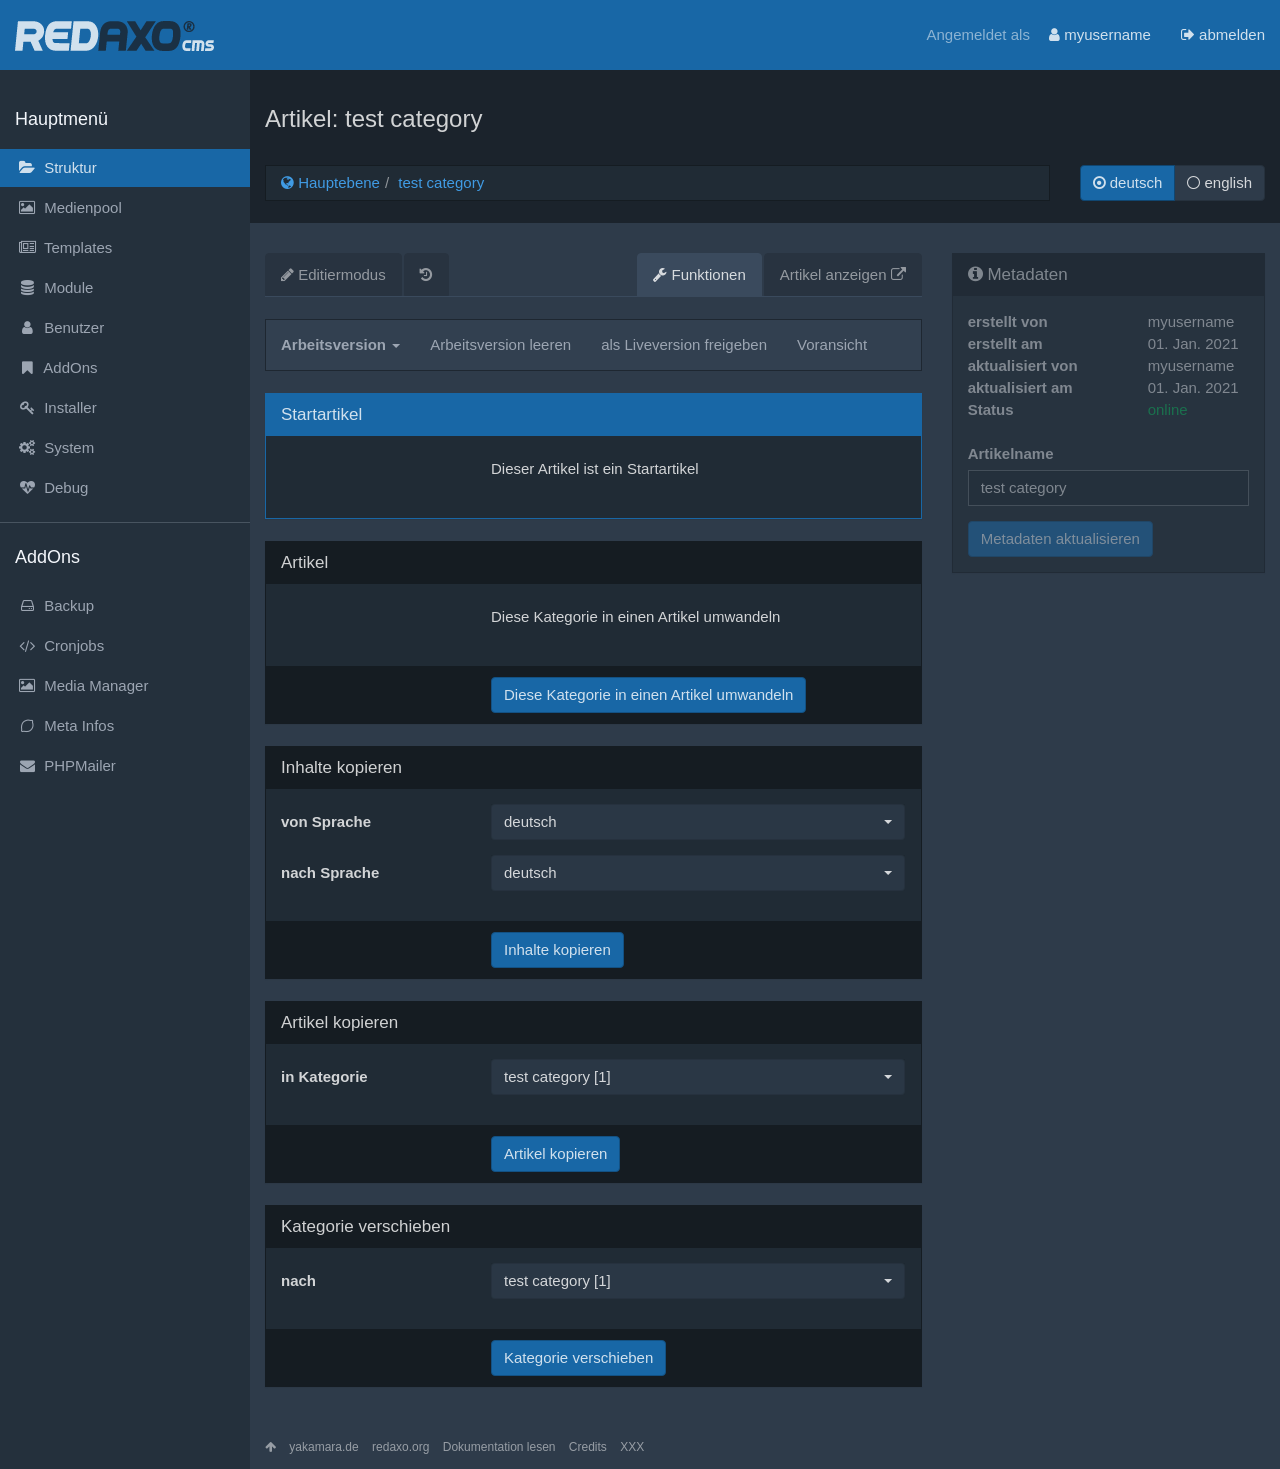 REDAXO® cms
Angemeldet als myusername abmelden
Hauptmenü
Struktur
Medienpool
Templates
Module
Benutzer
AddOns
Installer
System
Debug
AddOns
Backup
Cronjobs
Media Manager
Meta Infos
PHPMailer
Artikel: test category
Hauptebene / test category
deutsch english
Editiermodus
Funktionen Artikel anzeigen
Arbeitsversion Arbeitsversion leeren als Liveversion freigeben Voransicht
Startartikel
Dieser Artikel ist ein Startartikel
Artikel
Diese Kategorie in einen Artikel umwandeln
Diese Kategorie in einen Artikel umwandeln
Inhalte kopieren
von Sprache deutsch
nach Sprache deutsch
Inhalte kopieren
Artikel kopieren
in Kategorie test category [1]
Artikel kopieren
Kategorie verschieben
nach test category [1]
Kategorie verschieben
Metadaten
erstellt von myusername
erstellt am 01. Jan. 2021
aktualisiert von myusername
aktualisiert am 01. Jan. 2021
Status online
Artikelname
test category
Metadaten aktualisieren
yakamara.de redaxo.org Dokumentation lesen Credits XXX